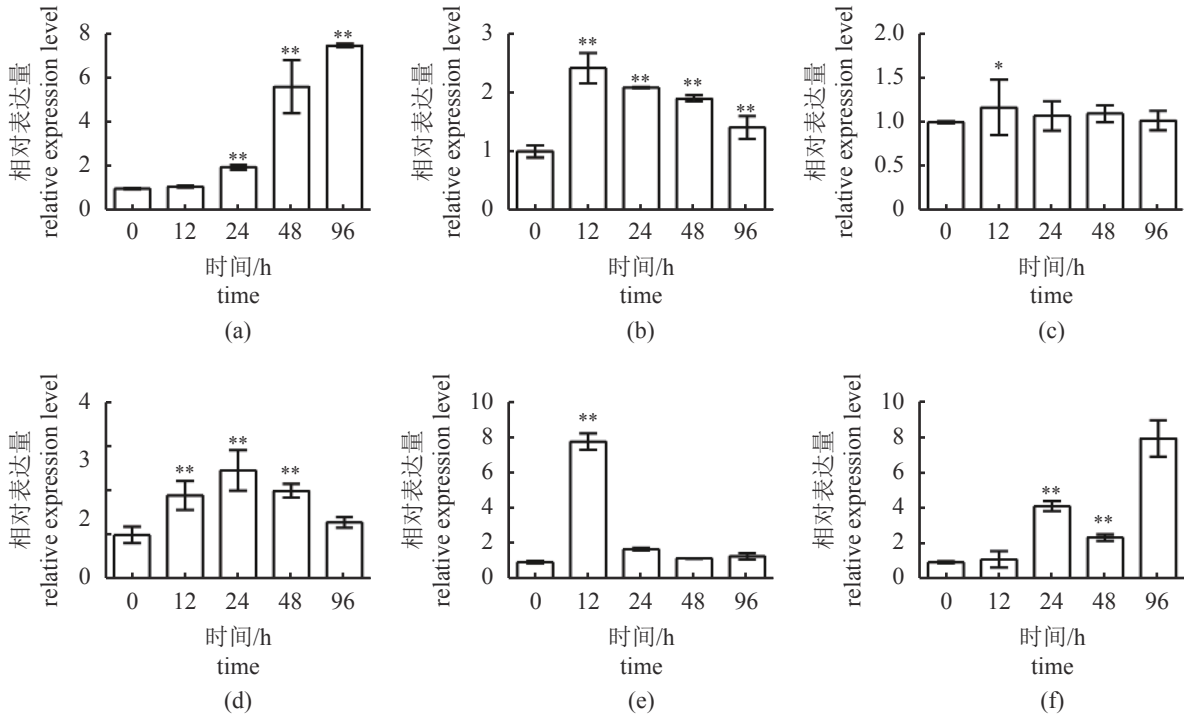 相对表达量
relative expression level
8
6
4
2
0
**
**
**
0 12 24 48 96
时间/h
time
(a)
相对表达量
relative expression level
3
2
1
0
**
**
**
**
0 12 24 48 96
时间/h
time
(b)
相对表达量
relative expression level
2.0
1.5
1.0
0.5
0
*
0 12 24 48 96
时间/h
time
(c)
相对表达量
relative expression level
4
3
2
0
**
**
**
0 12 24 48 96
时间/h
time
(d)
相对表达量
relative expression level
10
8
6
4
2
0
**
0 12 24 48 96
时间/h
time
(e)
相对表达量
relative expression level
10
8
6
4
2
0
**
**
0 12 24 48 96
时间/h
time
(f)